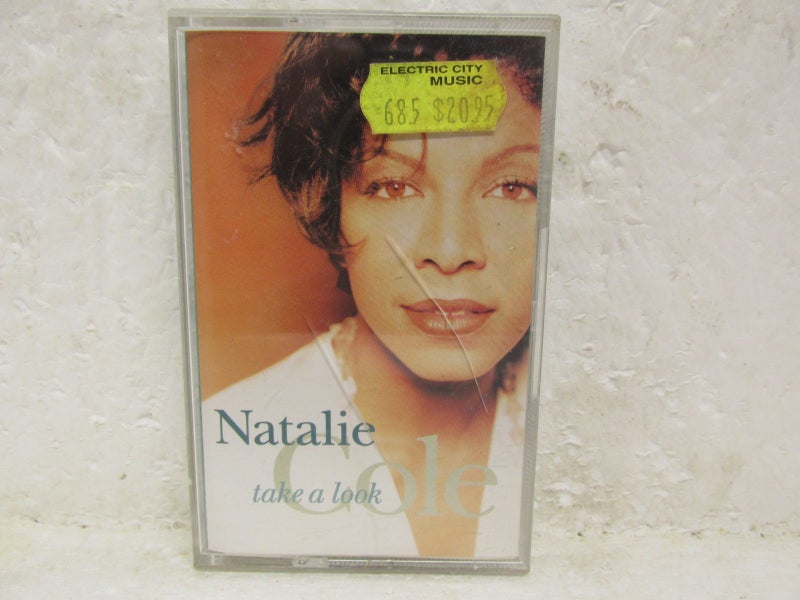 ELECTRIC CITY
MUSIC
685 $20.95
Natalie
Cole
take a look